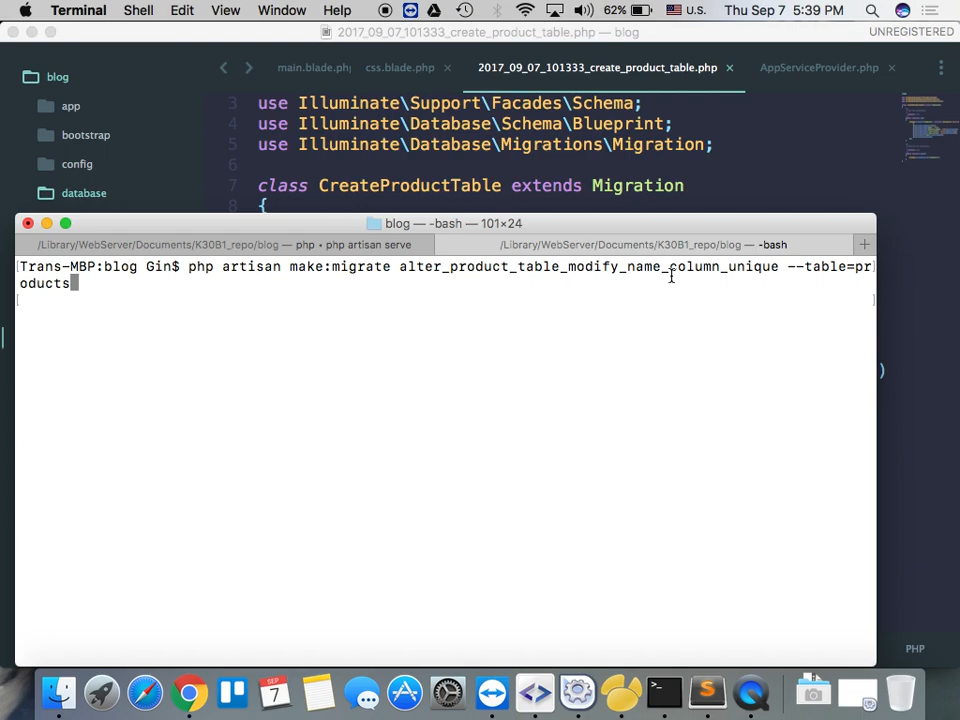 Terminal Shell Edit View Window Help 62% U.S. Thu Sep 7 5:39 PM
2017_09_07_101333_create_product_table.php — blog UNREGISTERED
blog
main.blade.php css.blade.php 2017_09_07_101333_create_product_table.php AppServiceProvider.php
app
bootstrap
config
database
3 use Illuminate\Support\Facades\Schema;
4 use Illuminate\Database\Schema\Blueprint;
5 use Illuminate\Database\Migrations\Migration;
6
7 class CreateProductTable extends Migration
8 {
)
blog — -bash — 101×24
/Library/WebServer/Documents/K30B1_repo/blog — php • php artisan serve
/Library/WebServer/Documents/K30B1_repo/blog — -bash
Trans-MBP:blog Gin$ php artisan make:migrate alter_product_table_modify_name_column_unique --table=pr
oducts
PHP
7